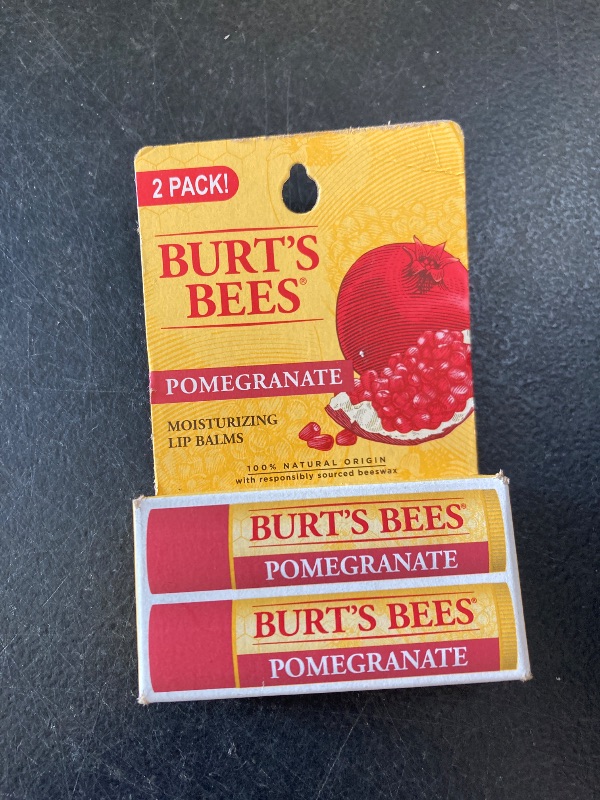 2 PACK!
BURT'S
BEES®
POMEGRANATE
MOISTURIZING
LIP BALMS
100% NATURAL ORIGIN
with responsibly sourced beeswax
BURT'S BEES®
POMEGRANATE
BURT'S BEES®
POMEGRANATE